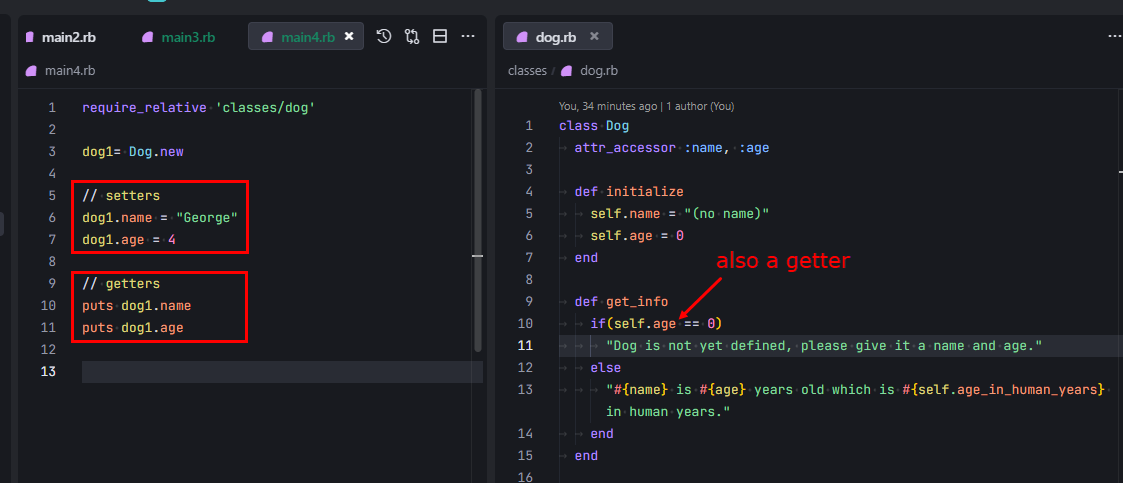 main2.rb main3.rb main4.rb
main4.rb
1 require_relative 'classes/dog'
2
3 dog1= Dog.new
4
5 // setters
6 dog1.name = "George"
7 dog1.age = 4
8
9 // getters
10 puts dog1.name
11 puts dog1.age
12
13
dog.rb
classes / dog.rb
You, 34 minutes ago | 1 author (You)
1 class Dog
2 attr_accessor :name, :age
3
4 def initialize
5 self.name = "(no name)"
6 self.age = 0
7 end
also a getter
8
9 def get_info
10 if(self.age == 0)
11 "Dog is not yet defined, please give it a name and age."
12 else
13 "#{name} is #{age} years old which is #{self.age_in_human_years}
in human years."
14 end
15 end
16